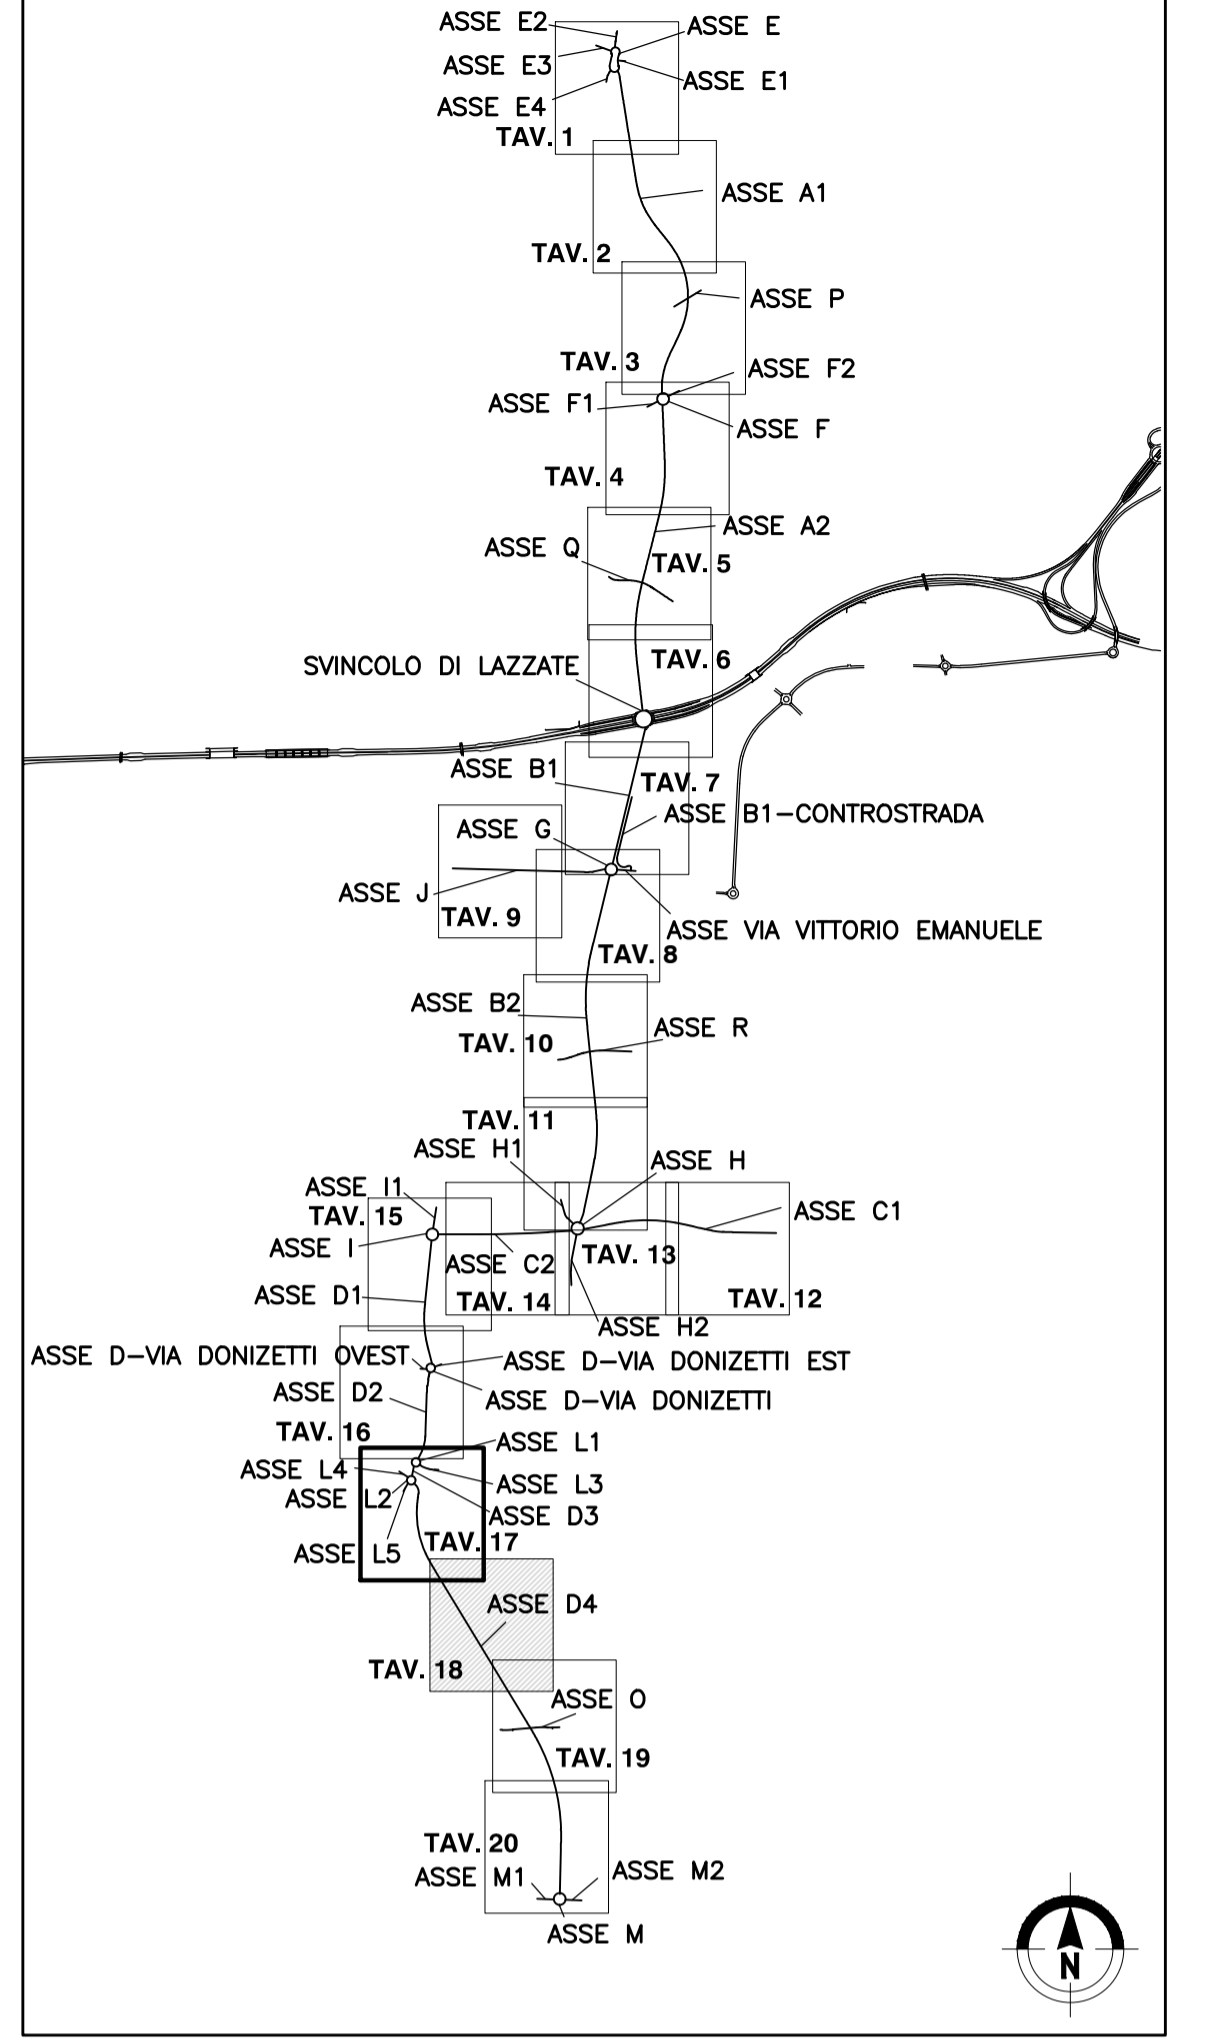 ASSE E2
ASSE E
ASSE E3
ASSE E1
ASSE E4
TAV. 1
ASSE A1
TAV. 2
ASSE P
TAV. 3
ASSE F2
ASSE F1
ASSE F
TAV. 4
ASSE A2
ASSE Q
TAV. 5
SVINCOLO DI LAZZATE
TAV. 6
ASSE B1
TAV. 7
ASSE B1-CONTROSTRADA
ASSE G
ASSE J
TAV. 9
ASSE VIA VITTORIO EMANUELE
TAV. 8
ASSE B2
ASSE R
TAV. 10
TAV. 11
ASSE H1
ASSE H
ASSE I1
TAV. 15
ASSE C1
ASSE I
TAV. 13
ASSE C2
ASSE D1
TAV. 14
TAV. 12
ASSE H2
ASSE D-VIA DONIZETTI OVEST
ASSE D-VIA DONIZETTI EST
ASSE D2
ASSE D-VIA DONIZETTI
TAV. 16
ASSE L1
ASSE L4
ASSE L3
ASSE L2
ASSE D3
TAV. 17
ASSE L5
ASSE D4
TAV. 18
ASSE O
TAV. 19
TAV. 20
ASSE M1
ASSE M2
ASSE M
N